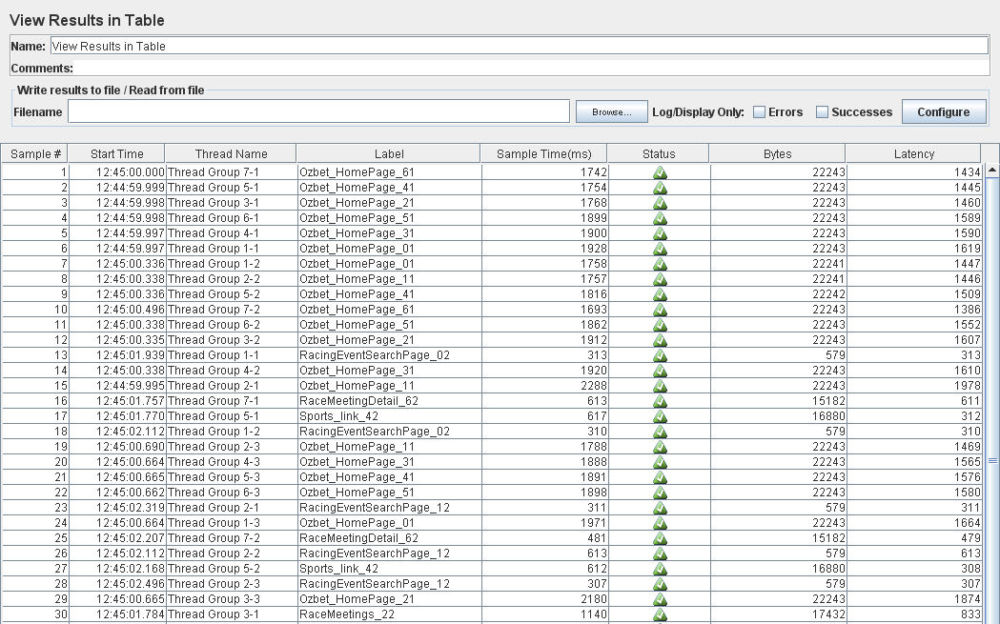 View Results in Table
Name: View Results in Table
Comments:
Write results to file / Read from file
Filename Browse... Log/Display Only: Errors Successes Configure
Sample # Start Time Thread Name Label Sample Time(ms) Status Bytes Latency
1 12:45:00.000 Thread Group 7-1 Ozbet_HomePage_61 1742 22243 1434
2 12:44:59.999 Thread Group 5-1 Ozbet_HomePage_41 1754 22243 1445
3 12:44:59.998 Thread Group 3-1 Ozbet_HomePage_21 1768 22243 1460
4 12:44:59.998 Thread Group 6-1 Ozbet_HomePage_51 1899 22243 1589
5 12:44:59.997 Thread Group 4-1 Ozbet_HomePage_31 1900 22243 1590
6 12:44:59.997 Thread Group 1-1 Ozbet_HomePage_01 1928 22243 1619
7 12:45:00.336 Thread Group 1-2 Ozbet_HomePage_01 1758 22241 1447
8 12:45:00.338 Thread Group 2-2 Ozbet_HomePage_11 1757 22241 1446
9 12:45:00.336 Thread Group 5-2 Ozbet_HomePage_41 1816 22242 1509
10 12:45:00.496 Thread Group 7-2 Ozbet_HomePage_61 1693 22243 1386
11 12:45:00.338 Thread Group 6-2 Ozbet_HomePage_51 1862 22243 1552
12 12:45:00.335 Thread Group 3-2 Ozbet_HomePage_21 1912 22243 1607
13 12:45:01.939 Thread Group 1-1 RacingEventSearchPage_02 313 579 313
14 12:45:00.338 Thread Group 4-2 Ozbet_HomePage_31 1920 22243 1610
15 12:44:59.995 Thread Group 2-1 Ozbet_HomePage_11 2288 22243 1978
16 12:45:01.757 Thread Group 7-1 RaceMeetingDetail_62 613 15182 611
17 12:45:01.770 Thread Group 5-1 Sports_link_42 617 16880 312
18 12:45:02.112 Thread Group 1-2 RacingEventSearchPage_02 310 579 310
19 12:45:00.690 Thread Group 2-3 Ozbet_HomePage_11 1788 22243 1469
20 12:45:00.664 Thread Group 4-3 Ozbet_HomePage_31 1888 22243 1565
21 12:45:00.665 Thread Group 5-3 Ozbet_HomePage_41 1891 22243 1576
22 12:45:00.662 Thread Group 6-3 Ozbet_HomePage_51 1898 22243 1580
23 12:45:02.319 Thread Group 2-1 RacingEventSearchPage_12 311 579 311
24 12:45:00.664 Thread Group 1-3 Ozbet_HomePage_01 1971 22243 1664
25 12:45:02.207 Thread Group 7-2 RaceMeetingDetail_62 481 15182 479
26 12:45:02.112 Thread Group 2-2 RacingEventSearchPage_12 613 579 613
27 12:45:02.168 Thread Group 5-2 Sports_link_42 612 16880 308
28 12:45:02.496 Thread Group 2-3 RacingEventSearchPage_12 307 579 307
29 12:45:00.665 Thread Group 3-3 Ozbet_HomePage_21 2180 22243 1874
30 12:45:01.784 Thread Group 3-1 RaceMeetings_22 1140 17432 833